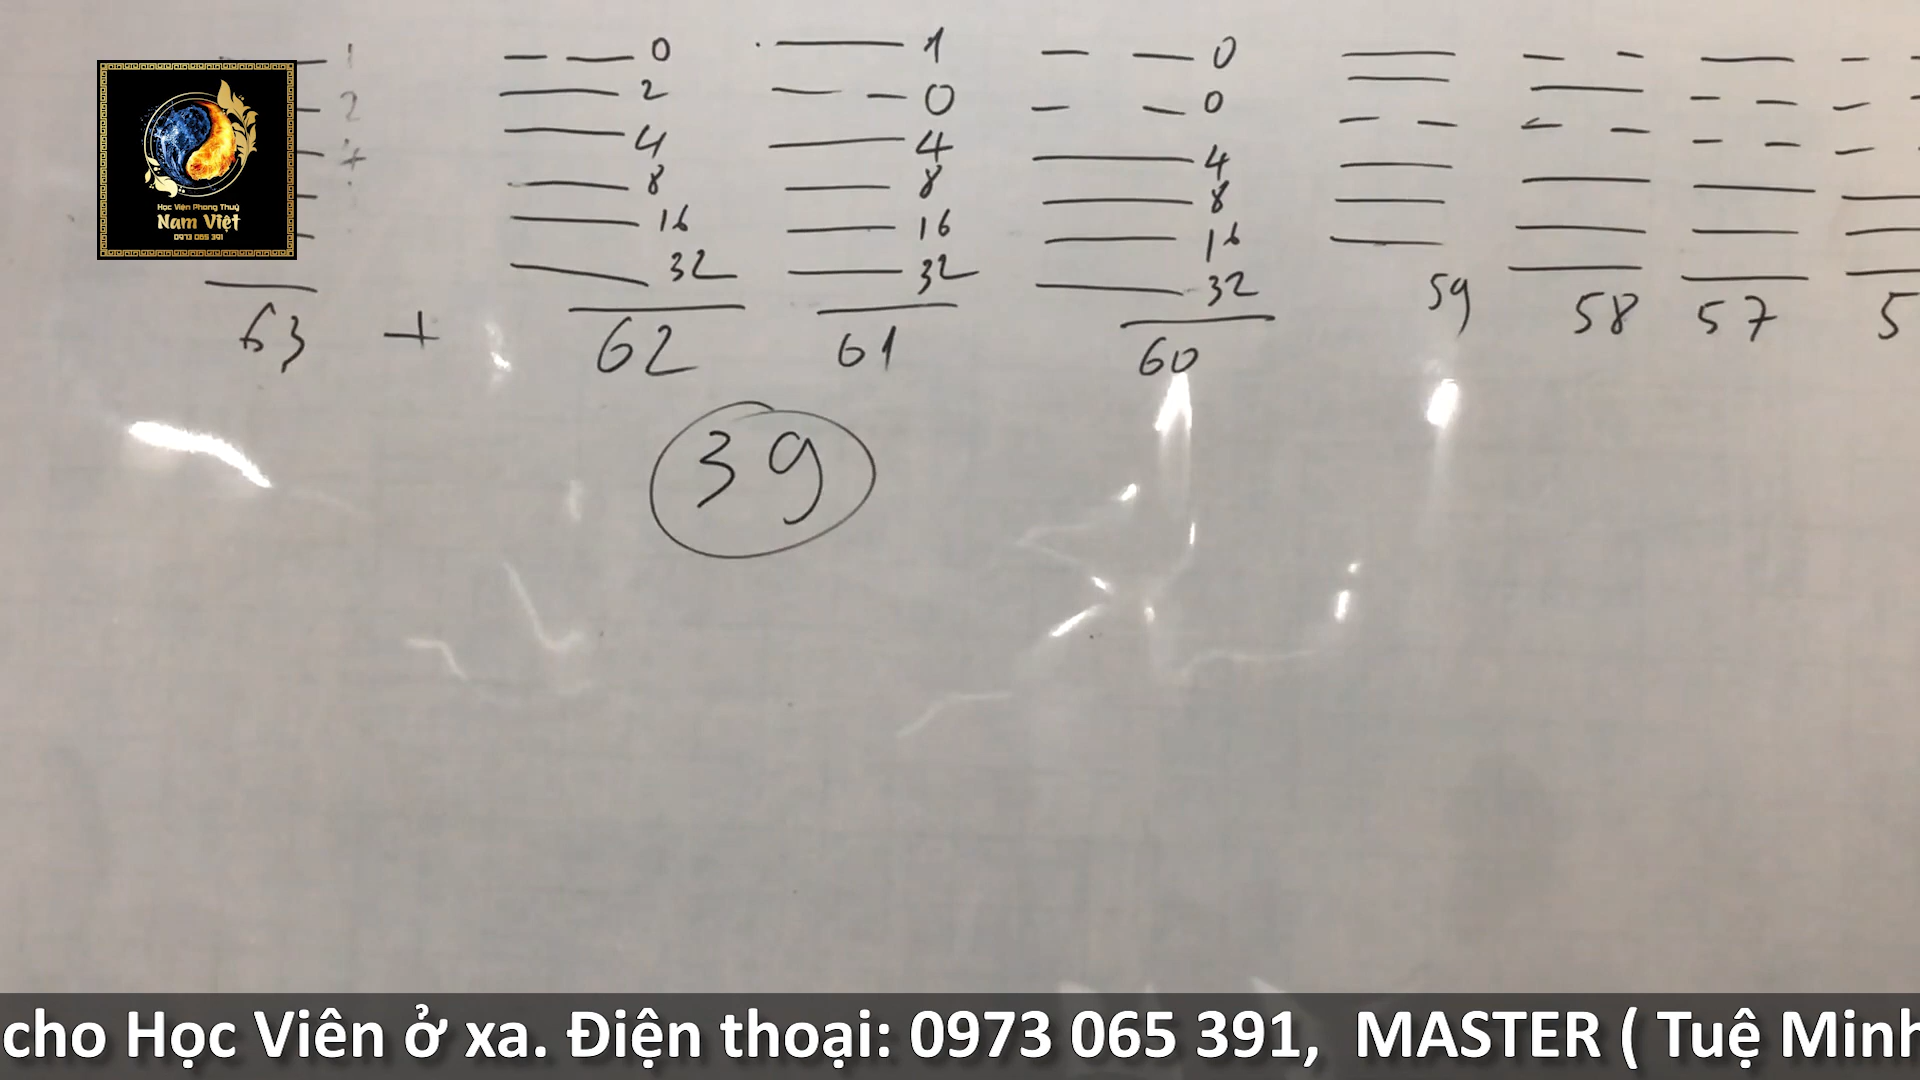 1 0 1 0
2 2 0 0
4 4 4 4
8 8 8
16 16 16
32 32 32
63 + 62 61 60 59 58 57 5
39
Học Viện Phong Thuỷ
Nam Việt
0973 065 391
cho Học Viên ở xa. Điện thoại: 0973 065 391, MASTER ( Tuệ Minh